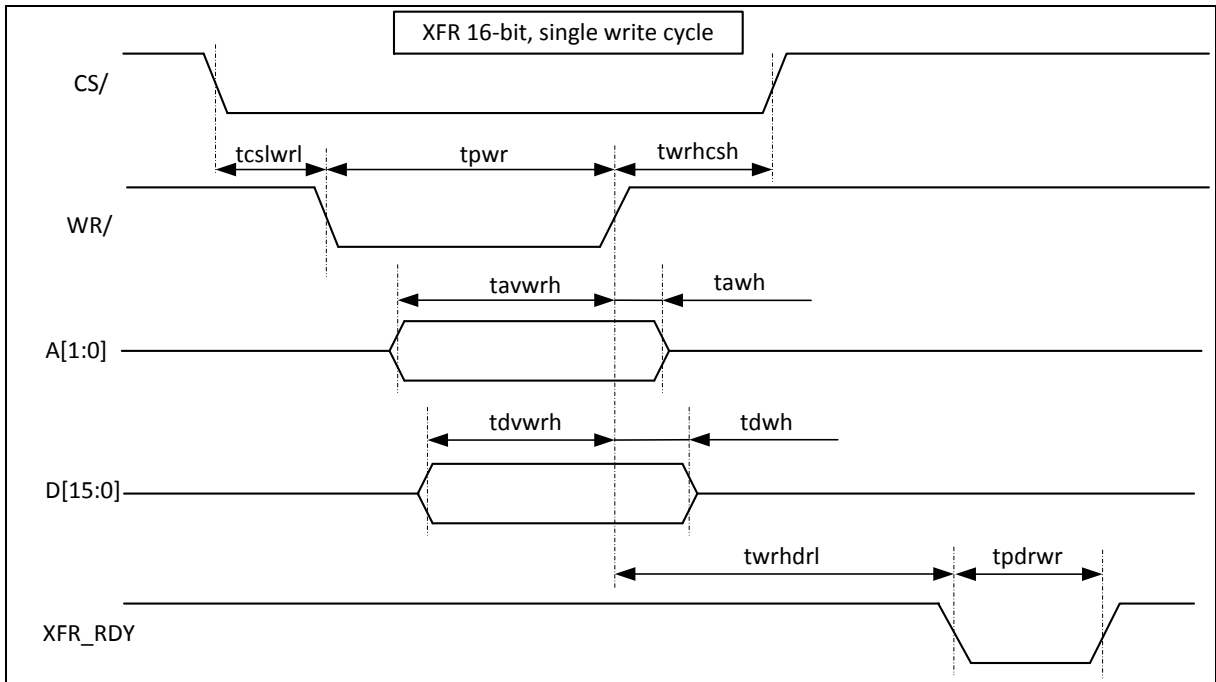 XFR 16-bit, single write cycle
CS/
tcslwrl tpwr twrhcsh
WR/
tavwrh tawh
A[1:0]
tdvwrh tdwh
D[15:0]
twrhdrl tpdrwr
XFR_RDY